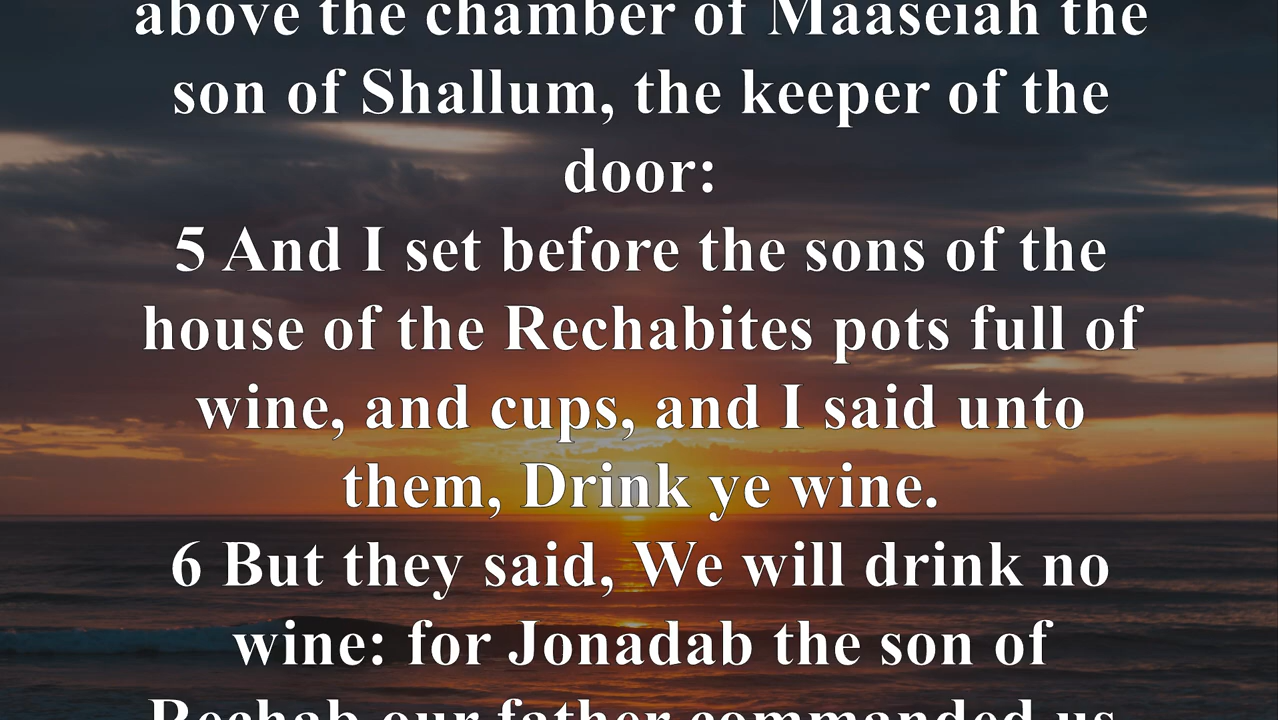 above the chamber of Maaseiah the
son of Shallum, the keeper of the
door:
5 And I set before the sons of the
house of the Rechabites pots full of
wine, and cups, and I said unto
them, Drink ye wine.
6 But they said, We will drink no
wine: for Jonadab the son of
Rechab our father commanded us